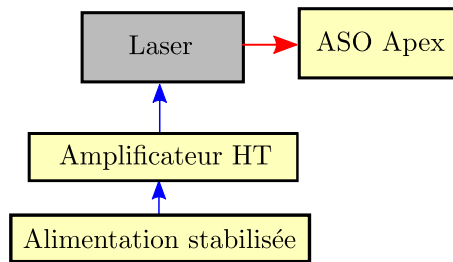 Laser
ASO Apex
Amplificateur HT
Alimentation stabilisée